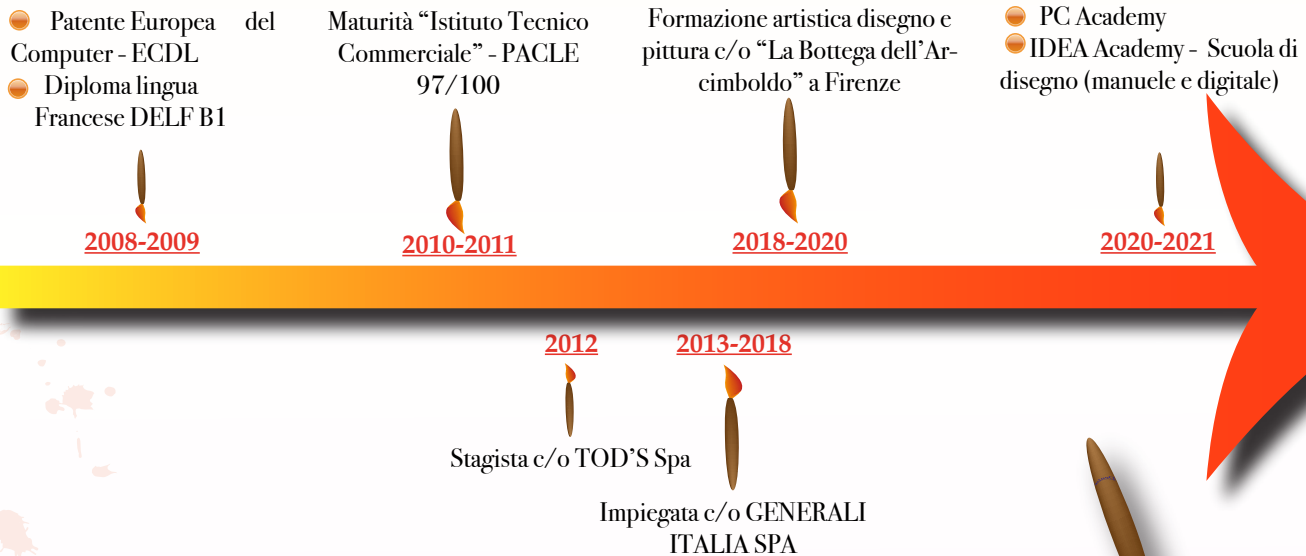 Patente Europea del
Computer - ECDL
Diploma lingua
Francese DELF B1
2008-2009
Maturità “Istituto Tecnico
Commerciale” - PACLE
97/100
2010-2011
Formazione artistica disegno e
pittura c/o “La Bottega dell’Ar-
cimboldo” a Firenze
2018-2020
PC Academy
IDEA Academy - Scuola di
disegno (manuele e digitale)
2020-2021
2012
Stagista c/o TOD’S Spa
2013-2018
Impiegata c/o GENERALI
ITALIA SPA